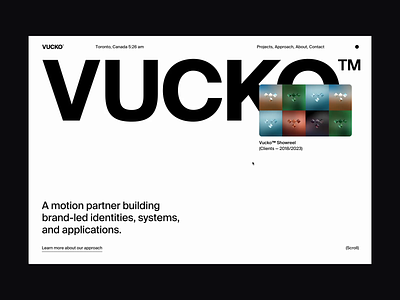 VUCKO
Toronto, Canada 5:26 am
Projects, Approach, About, Contact
VUCKO™
Vucko™ Showreel
(Clients – 2016/2023)
A motion partner building
brand-led identities, systems,
and applications.
Learn more about our approach
(Scroll)